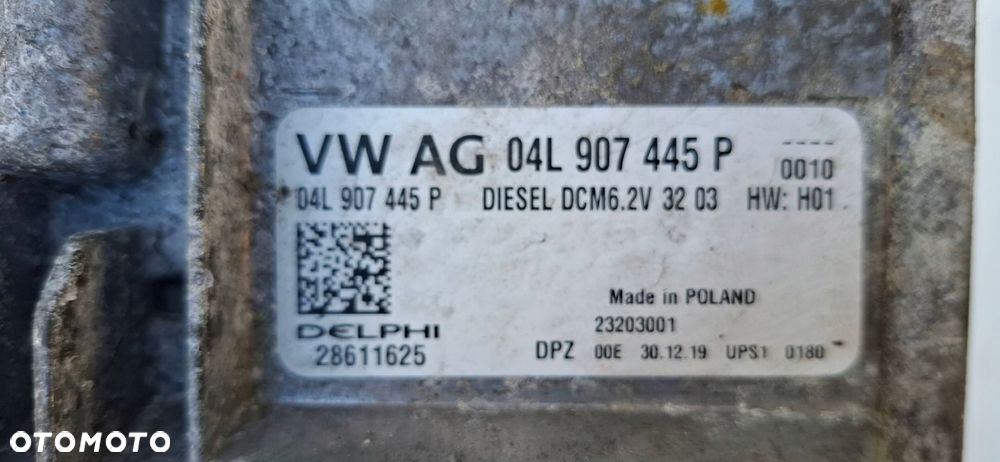 VW AG 04L 907 445 P ----
0010
04L 907 445 P DIESEL DCM6.2V 32 03 HW: H01
Made in POLAND
DELPHI 23203001
28611625 DPZ 00E 30.12.19 UPS1 0180
OTOMOTO